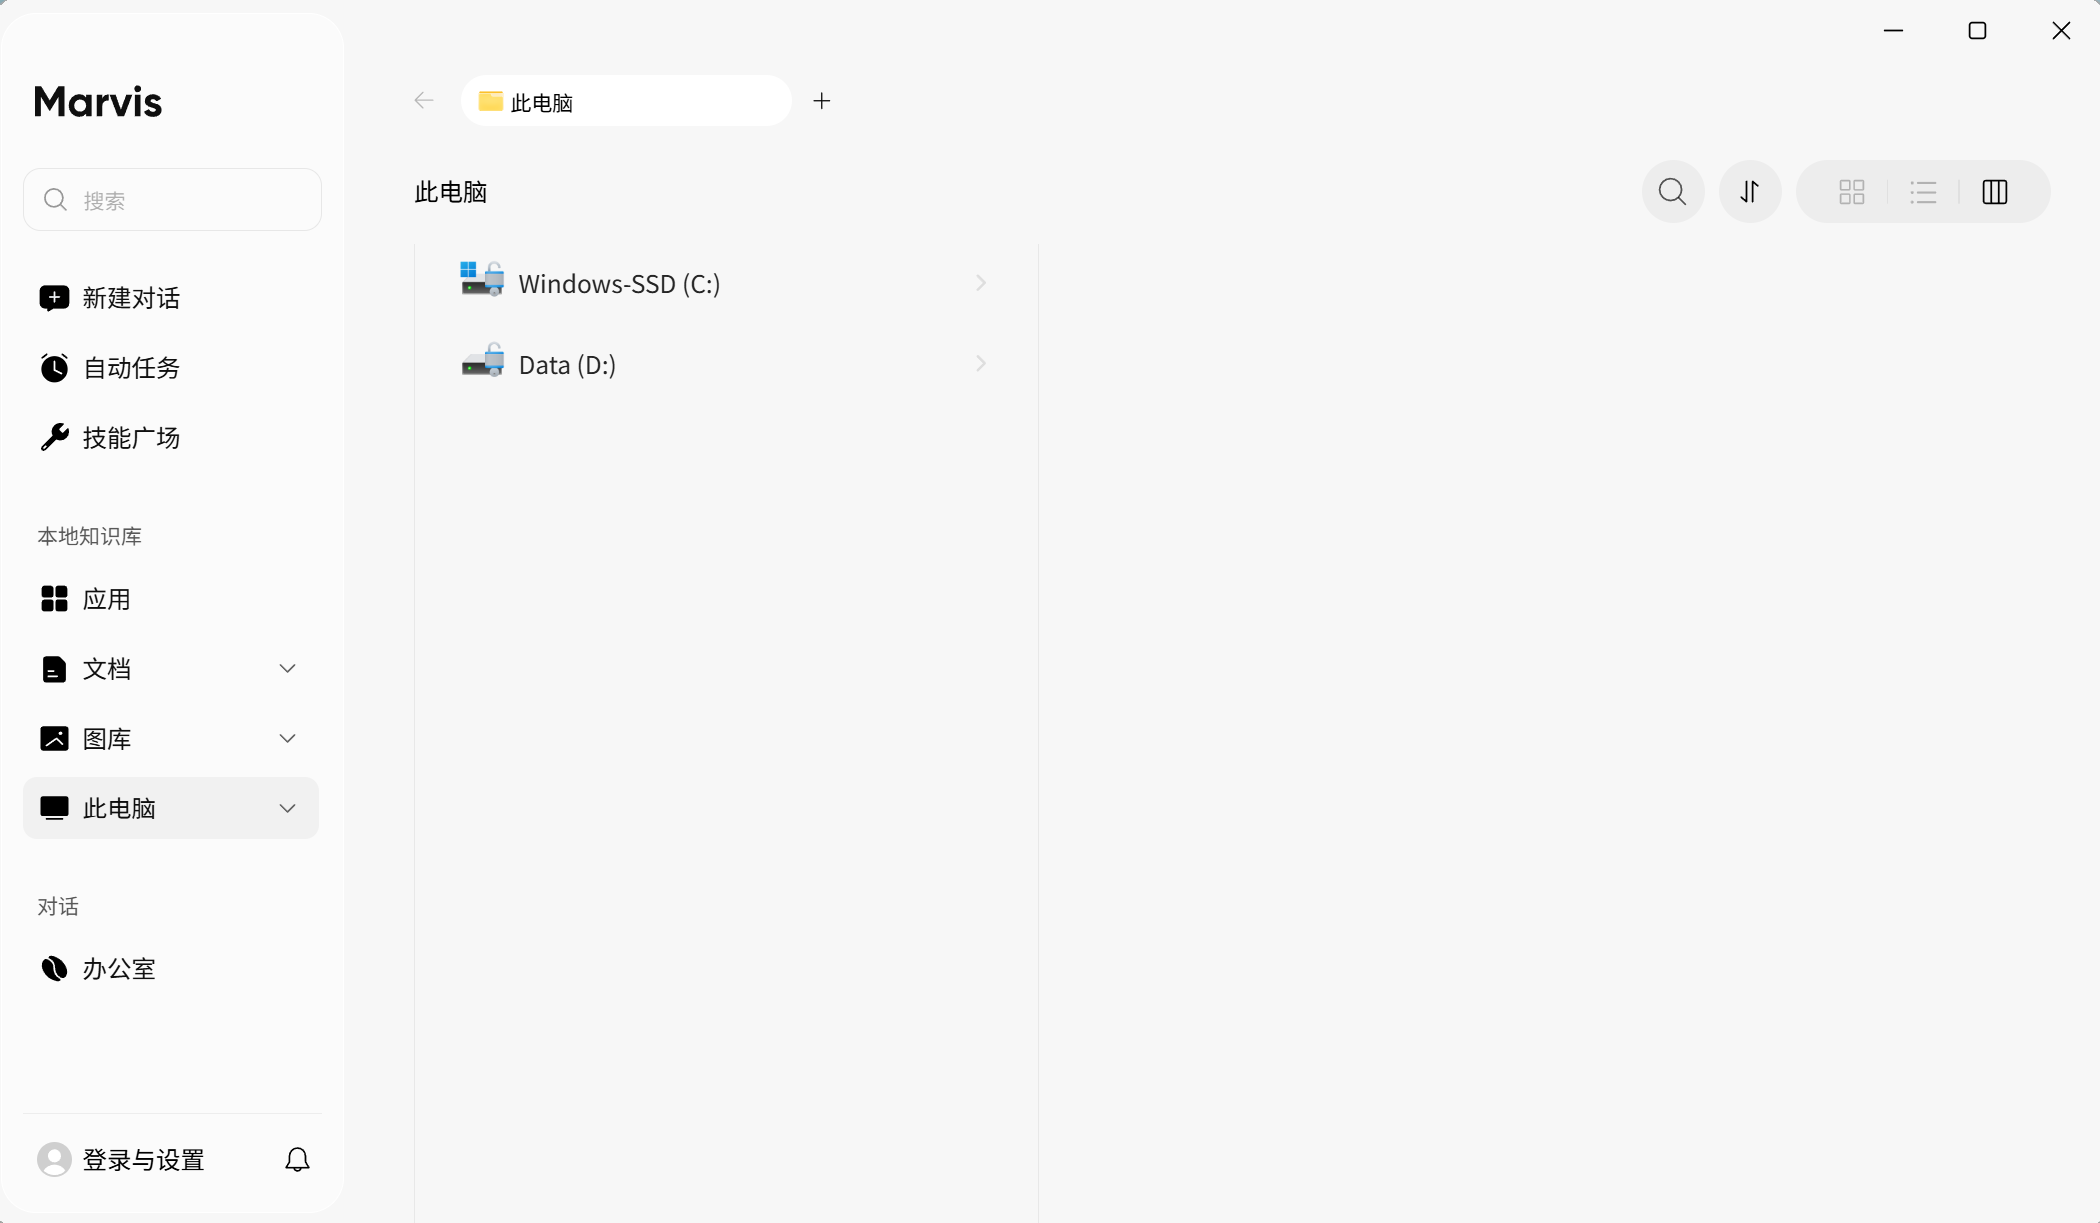 Marvis
搜索
新建对话
自动任务
技能广场
本地知识库
应用
文档
图库
此电脑
对话
办公室
登录与设置
此电脑
此电脑
Windows-SSD (C:)
Data (D:)